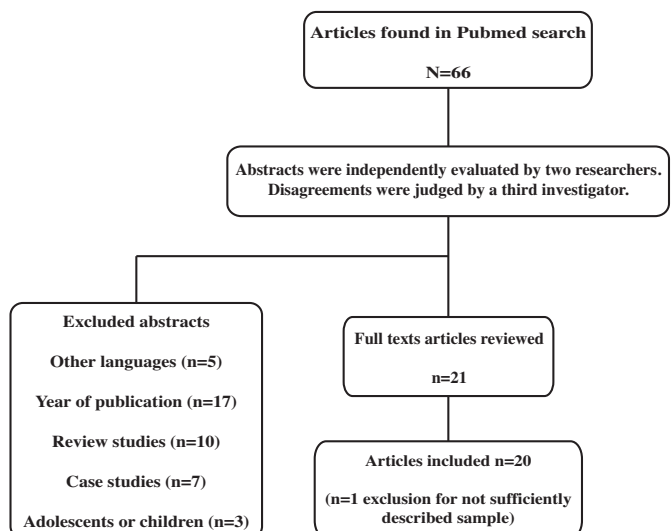 Articles found in Pubmed search
N=66
Abstracts were independently evaluated by two researchers.
Disagreements were judged by a third investigator.
Excluded abstracts
Other languages (n=5)
Year of publication (n=17)
Review studies (n=10)
Case studies (n=7)
Adolescents or children (n=3)
Full texts articles reviewed
n=21
Articles included n=20
(n=1 exclusion for not sufficiently
described sample)